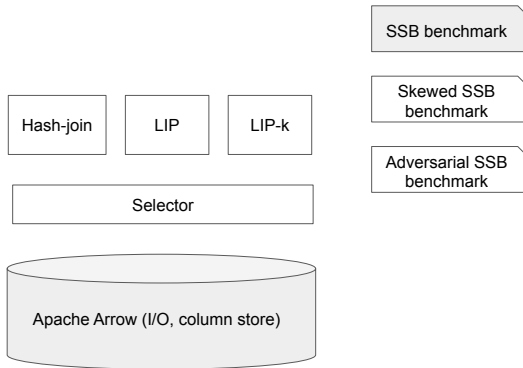 SSB benchmark
Skewed SSB
benchmark
Adversarial SSB
benchmark
Hash-join
LIP
LIP-k
Selector
Apache Arrow (I/O, column store)